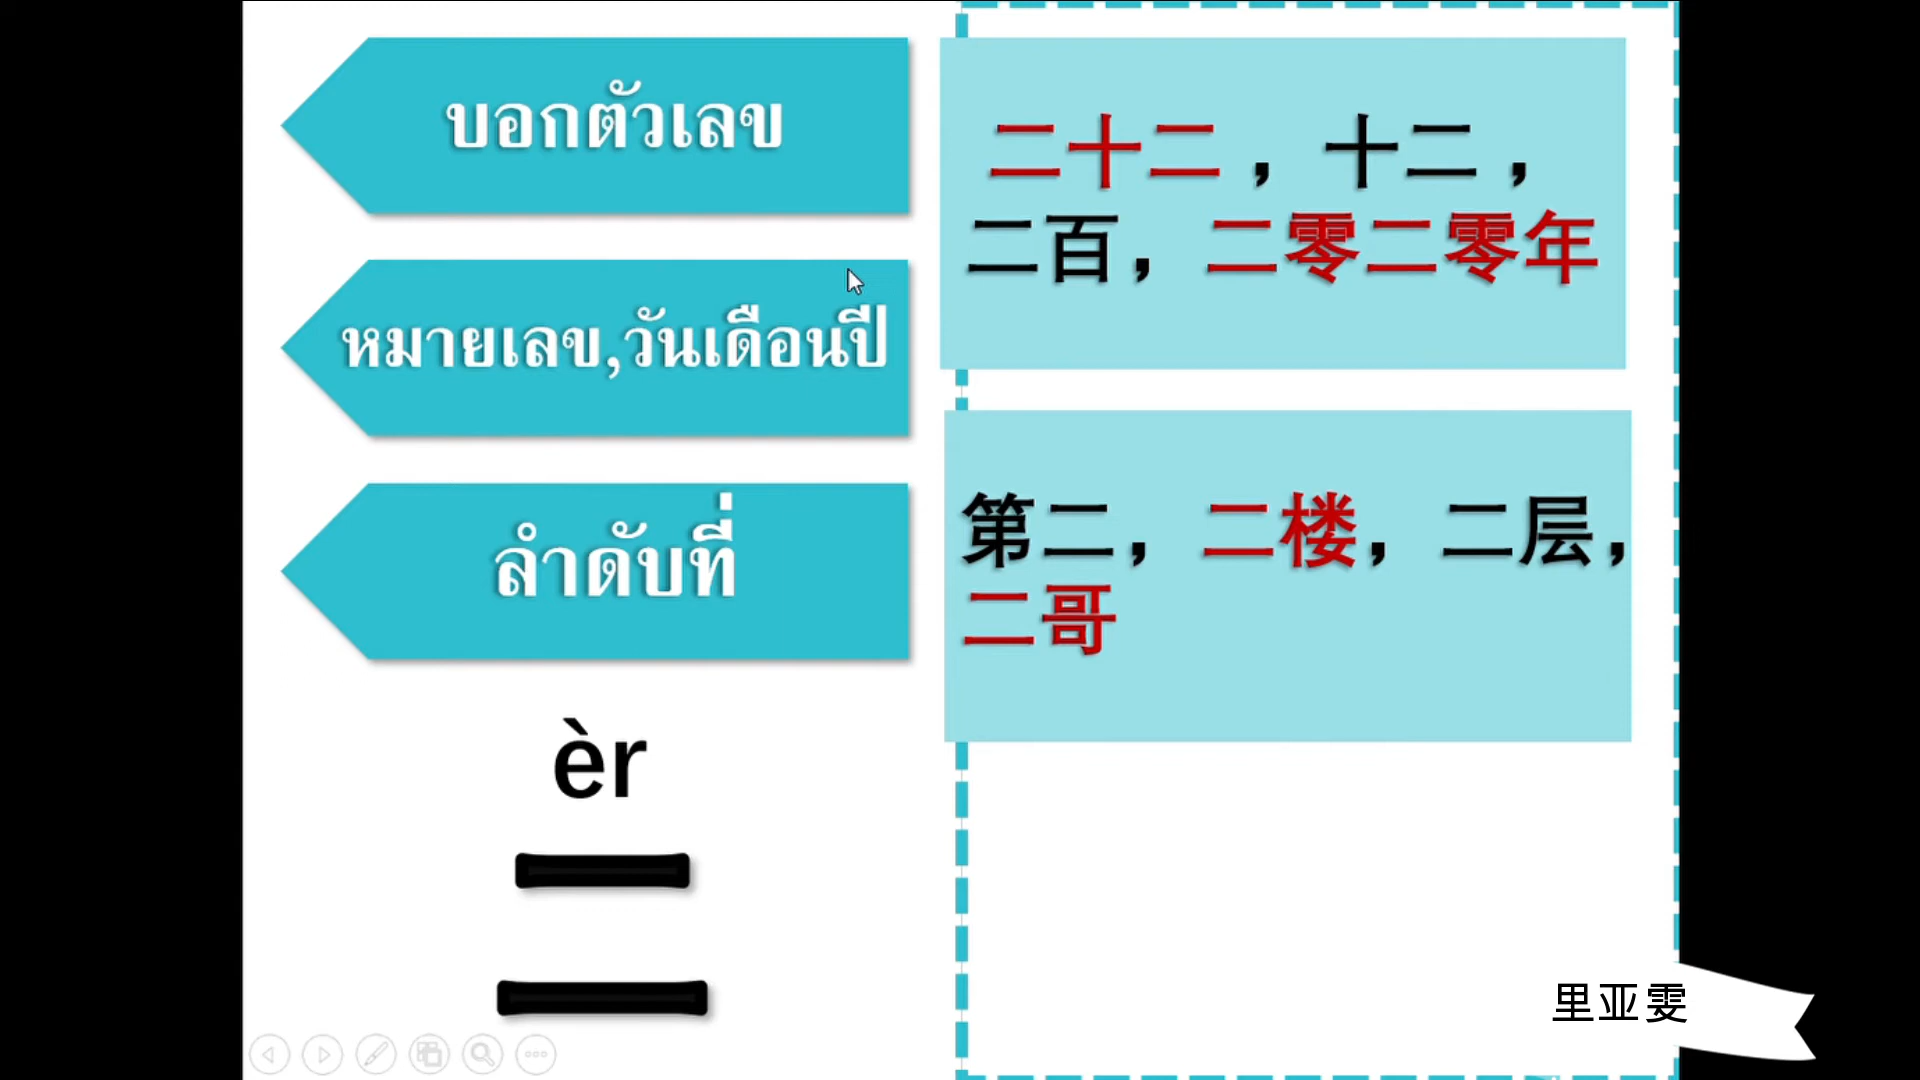 บอกตัวเลข
หมายเลข,วันเดือนปี
ลำดับที่
èr
二
二十二，十二，
二百，二零二零年
第二，二楼，二层，
二哥
里亚雯